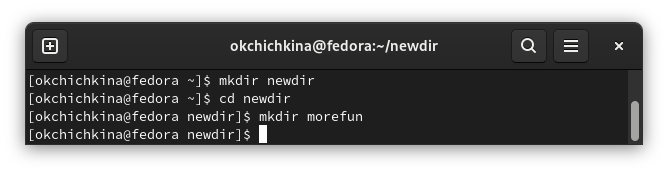 okchichkina@fedora:~/newdir
[okchichkina@fedora ~]$ mkdir newdir
[okchichkina@fedora ~]$ cd newdir
[okchichkina@fedora newdir]$ mkdir morefun
[okchichkina@fedora newdir]$